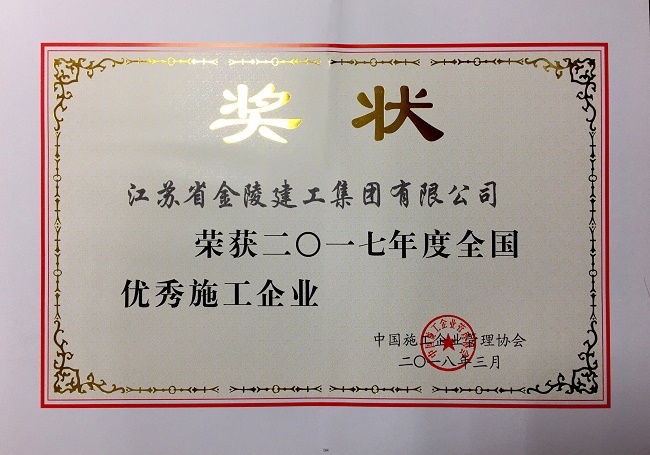 奖状
江苏省金陵建工集团有限公司
荣获二〇一七年度全国
优秀施工企业
中国施工企业管理协会
二〇一八年三月